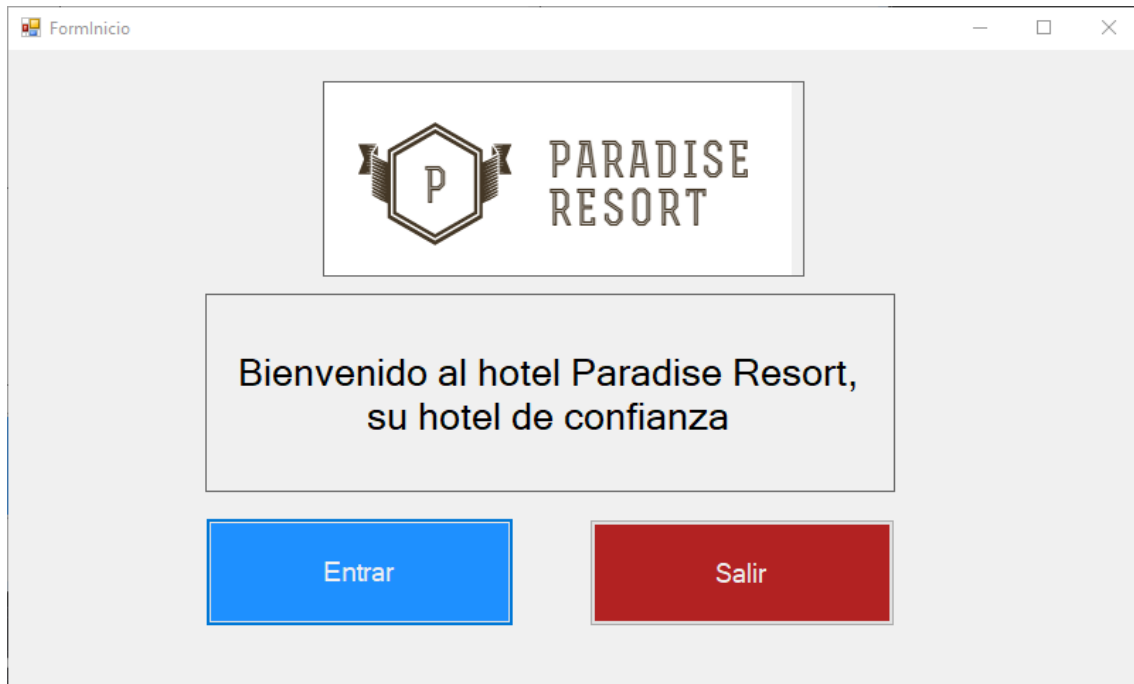 FormInicio
P
PARADISE
RESORT
Bienvenido al hotel Paradise Resort,
su hotel de confianza
Entrar
Salir